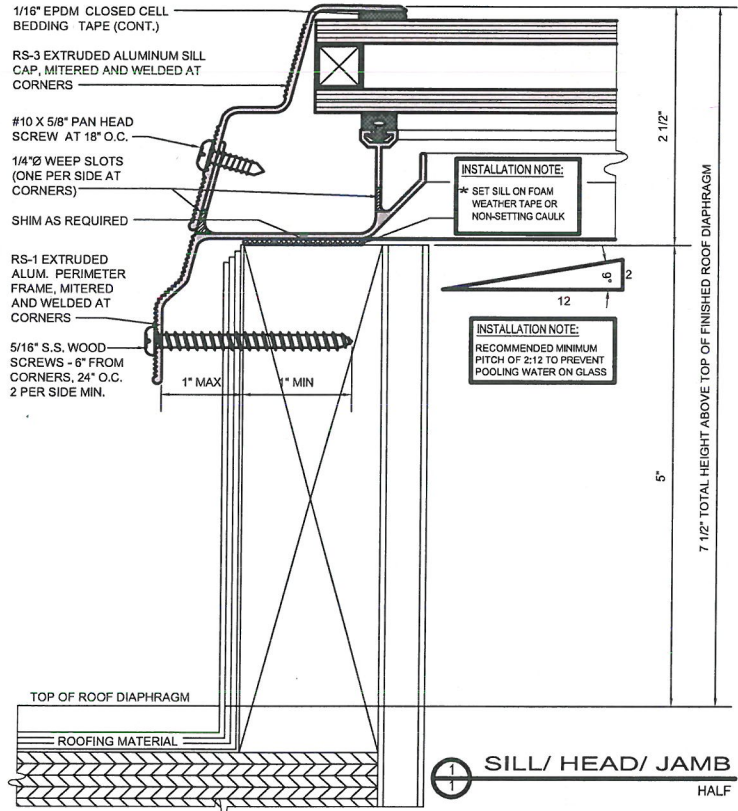 1/16" EPDM CLOSED CELL
BEDDING TAPE (CONT.)
RS-3 EXTRUDED ALUMINUM SILL
CAP, MITERED AND WELDED AT
CORNERS
#10 X 5/8" PAN HEAD
SCREW AT 18" O.C.
1/4"Ø WEEP SLOTS
(ONE PER SIDE AT
CORNERS)
SHIM AS REQUIRED
RS-1 EXTRUDED
ALUM. PERIMETER
FRAME, MITERED
AND WELDED AT
CORNERS
5/16" S.S. WOOD
SCREWS - 6" FROM
CORNERS, 24" O.C.
2 PER SIDE MIN.
1" MAX
1" MIN
INSTALLATION NOTE:
* SET SILL ON FOAM
WEATHER TAPE OR
NON-SETTING CAULK
9°
2
12
INSTALLATION NOTE:
RECOMMENDED MINIMUM
PITCH OF 2:12 TO PREVENT
POOLING WATER ON GLASS
2 1/2"
5"
7 1/2" TOTAL HEIGHT ABOVE TOP OF FINISHED ROOF DIAPHRAGM
TOP OF ROOF DIAPHRAGM
ROOFING MATERIAL
1
1
SILL/ HEAD/ JAMB
HALF